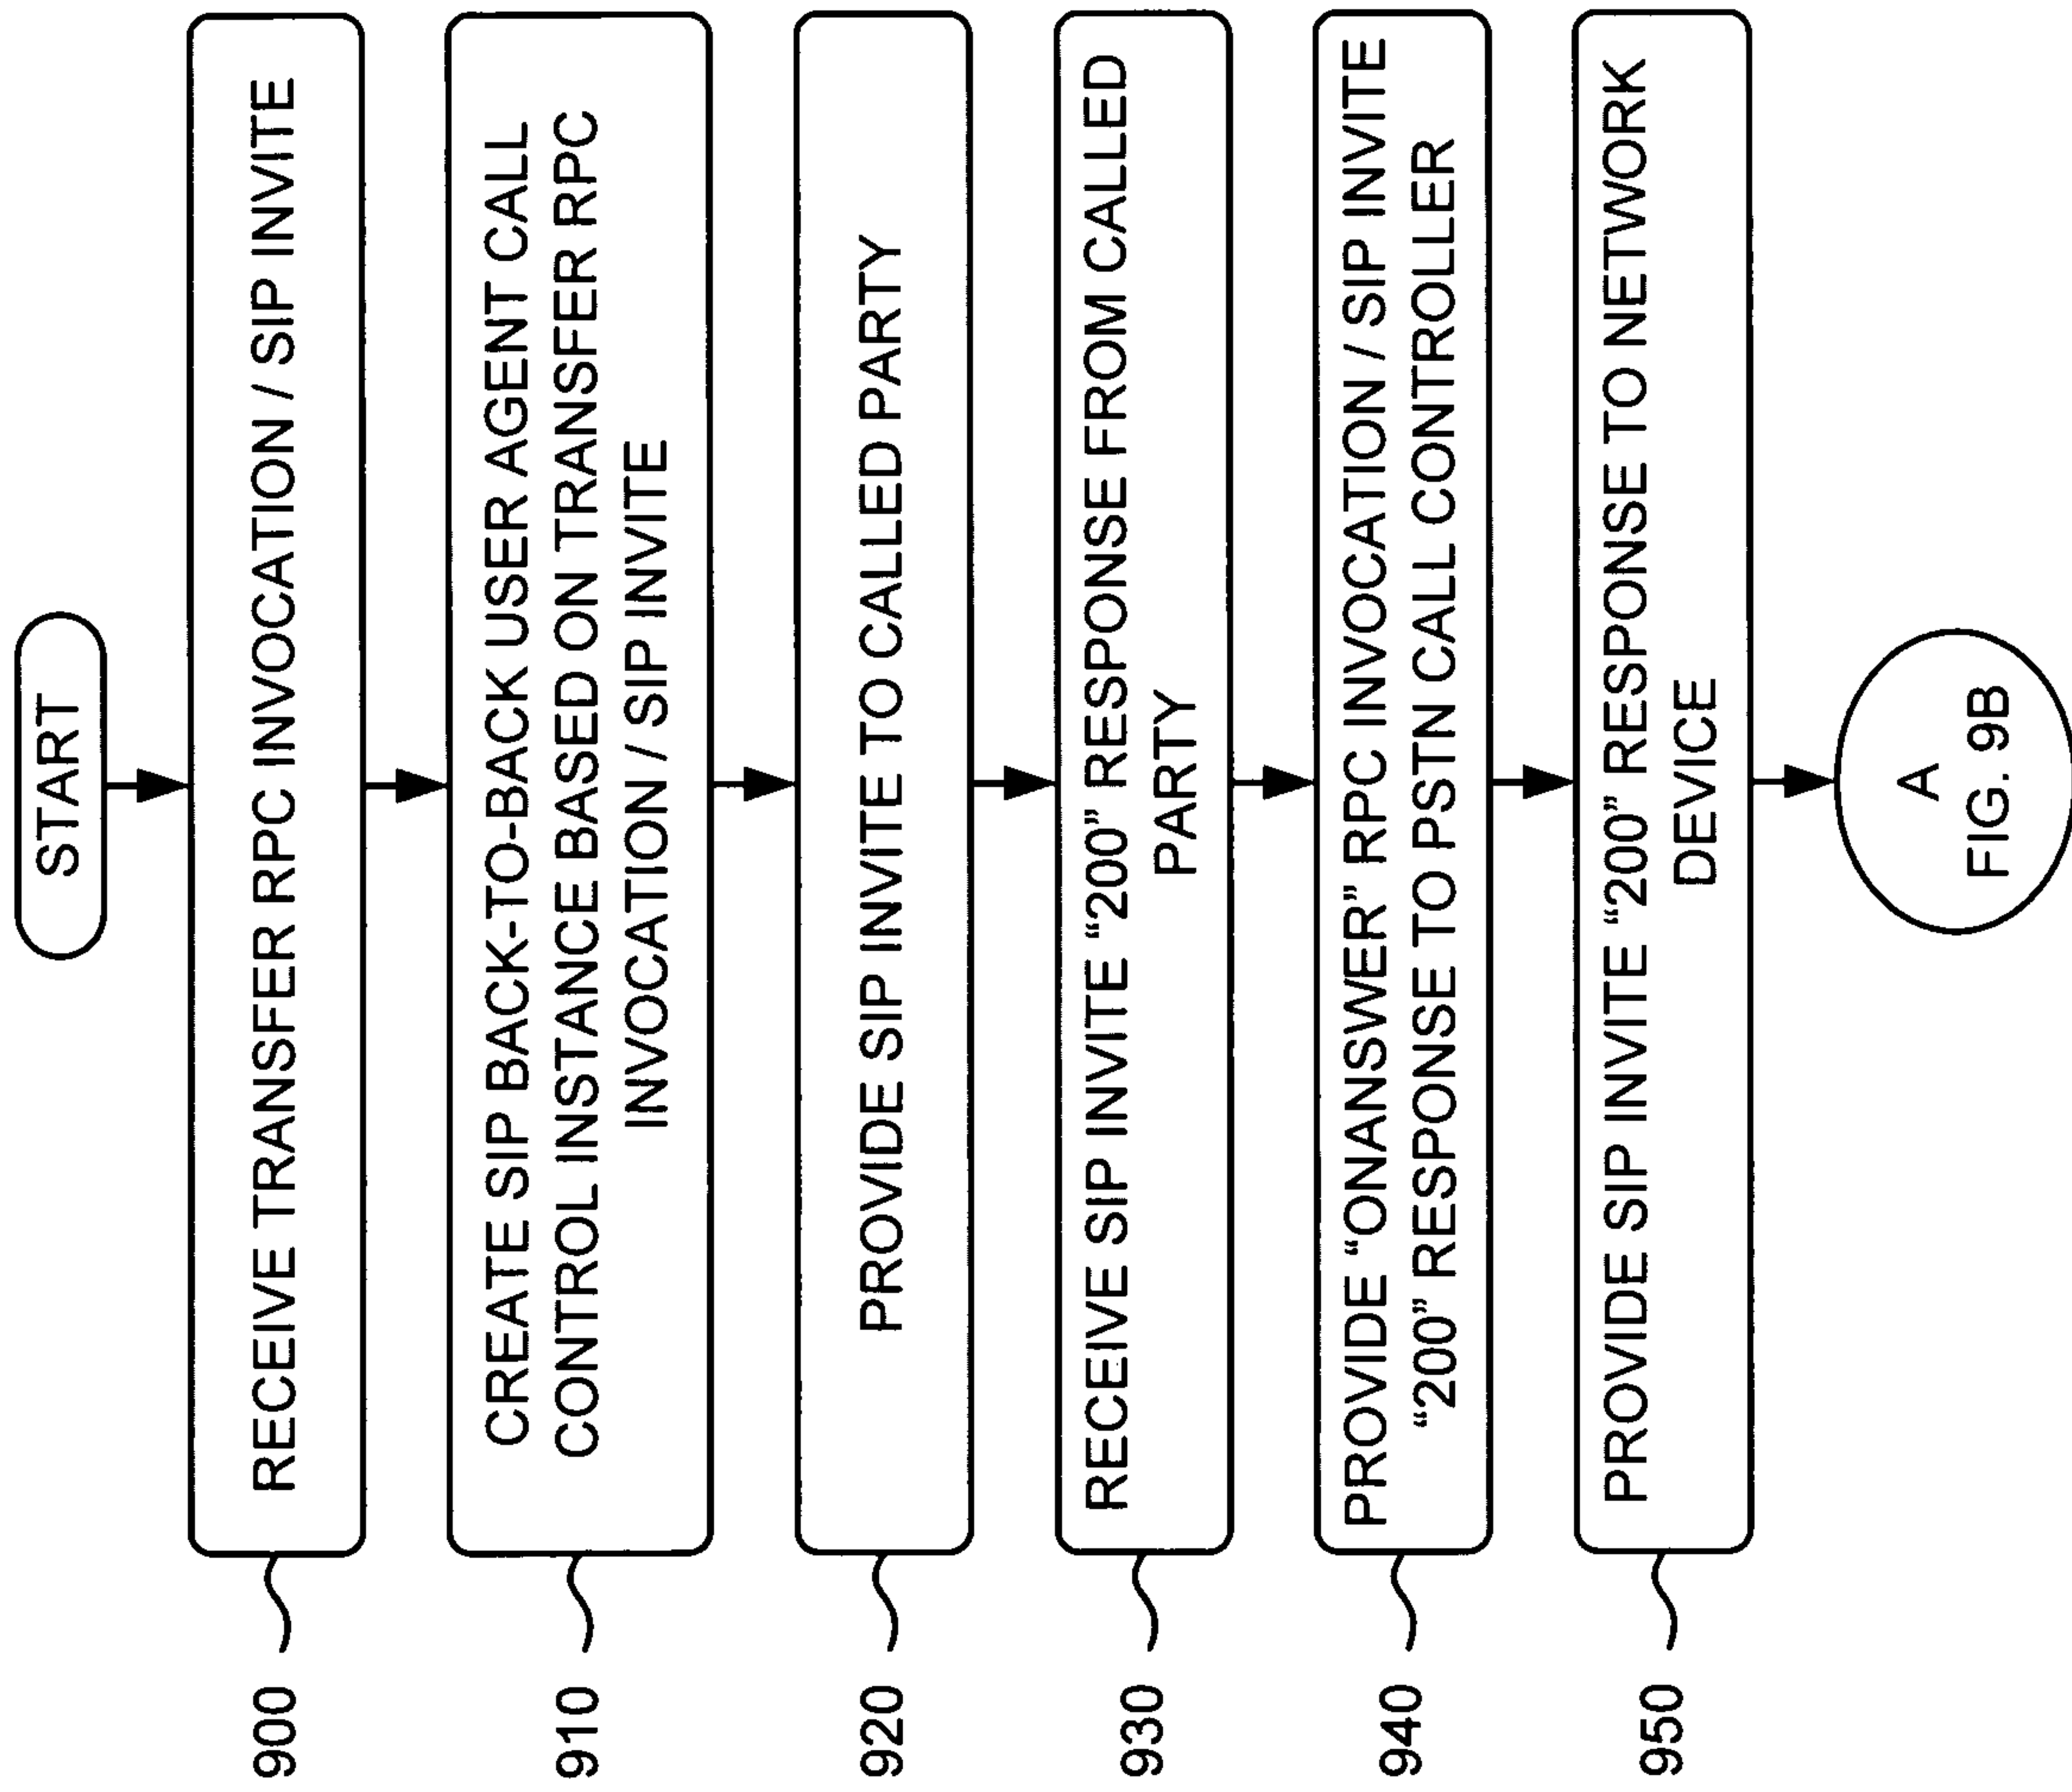 START
900
RECEIVE TRANSFER RPC INVOCATION / SIP INVITE
910
CREATE SIP BACK-TO-BACK USER AGENT CALL
CONTROL INSTANCE BASED ON TRANSFER RPC
INVOCATION / SIP INVITE
920
PROVIDE SIP INVITE TO CALLED PARTY
930
RECEIVE SIP INVITE “200” RESPONSE FROM CALLED
PARTY
940
PROVIDE “ONANSWER” RPC INVOCATION / SIP INVITE
“200” RESPONSE TO PSTN CALL CONTROLLER
950
PROVIDE SIP INVITE “200” RESPONSE TO NETWORK
DEVICE
A
FIG. 9B